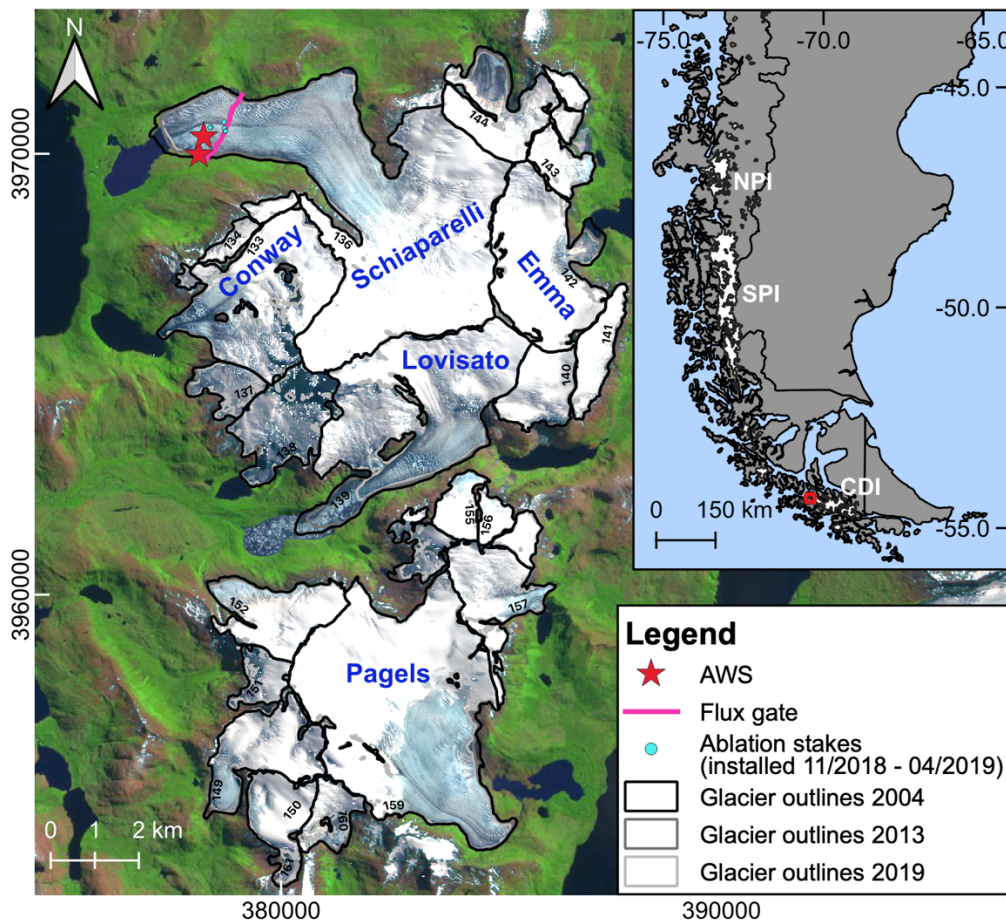 N
3970000
3960000
380000
390000
144
143
134
133
136
Conway
Schiaparelli
Emma
142
141
140
Lovisato
137
138
139
155
156
152
157
Pagels
151
149
150
160
159
161
0 1 2 km
-75.0 -70.0 -65.0
-45.0
NPI
SPI
-50.0
CDI
0 150 km
-55.0
Legend
AWS
Flux gate
Ablation stakes
(installed 11/2018 - 04/2019)
Glacier outlines 2004
Glacier outlines 2013
Glacier outlines 2019